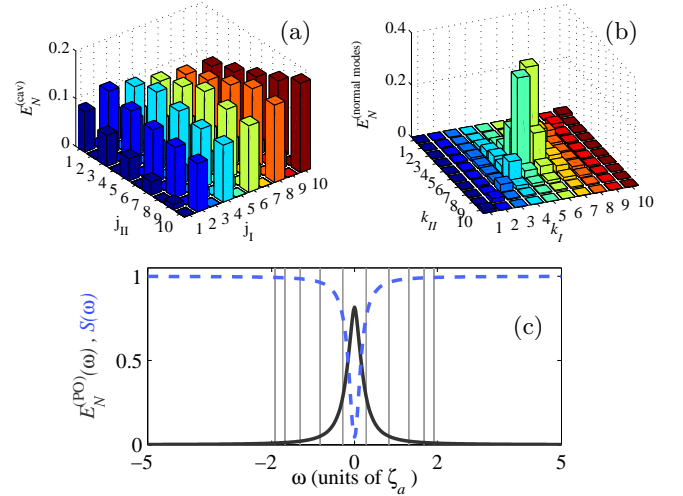 (a)
0.2
0.1
0
E_N^(cav)
1 2 3 4 5 6 7 8 9 10
j_II
1 2 3 4 5 6 7 8 9 10
j_I
(b)
0.4
0.2
0
E_N^(normal modes)
1 2 3 4 5 6 7 8 9 10
k_II
1 2 3 4 5 6 7 8 9 10
k_I
(c)
1
0.5
0
E_N^(PO)(ω) , S(ω)
−5 −2 0 2 5
ω (units of ζ_a)